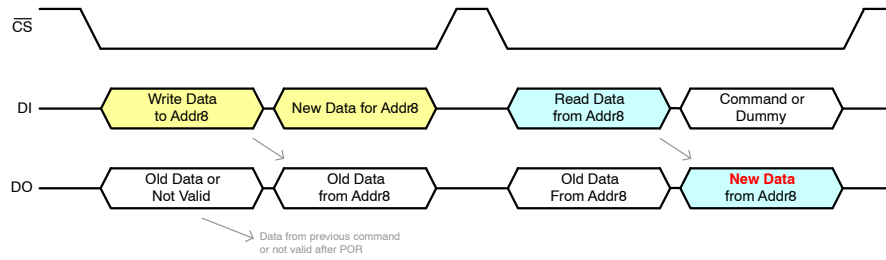 CS
DI
Write Data
to Addr8
New Data for Addr8
Read Data
from Addr8
Command or
Dummy
DO
Old Data or
Not Valid
Old Data
from Addr8
Old Data
From Addr8
New Data
from Addr8
Data from previous command
or not valid after POR